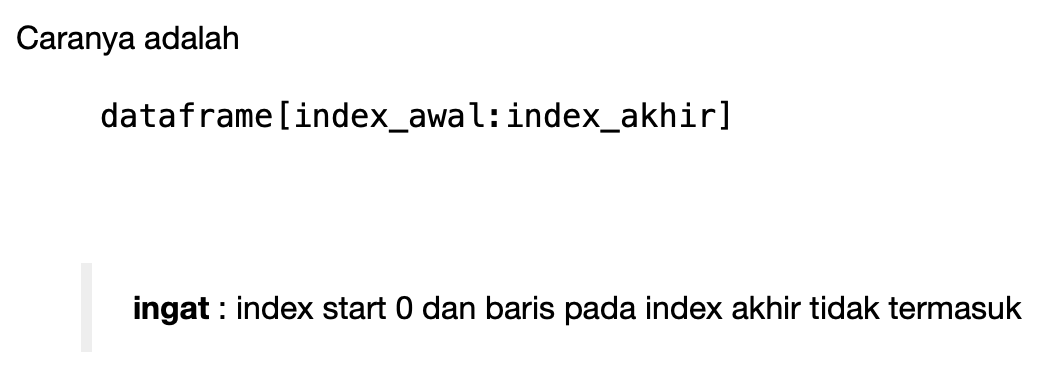 Caranya adalah
dataframe[index_awal:index_akhir]
ingat : index start 0 dan baris pada index akhir tidak termasuk